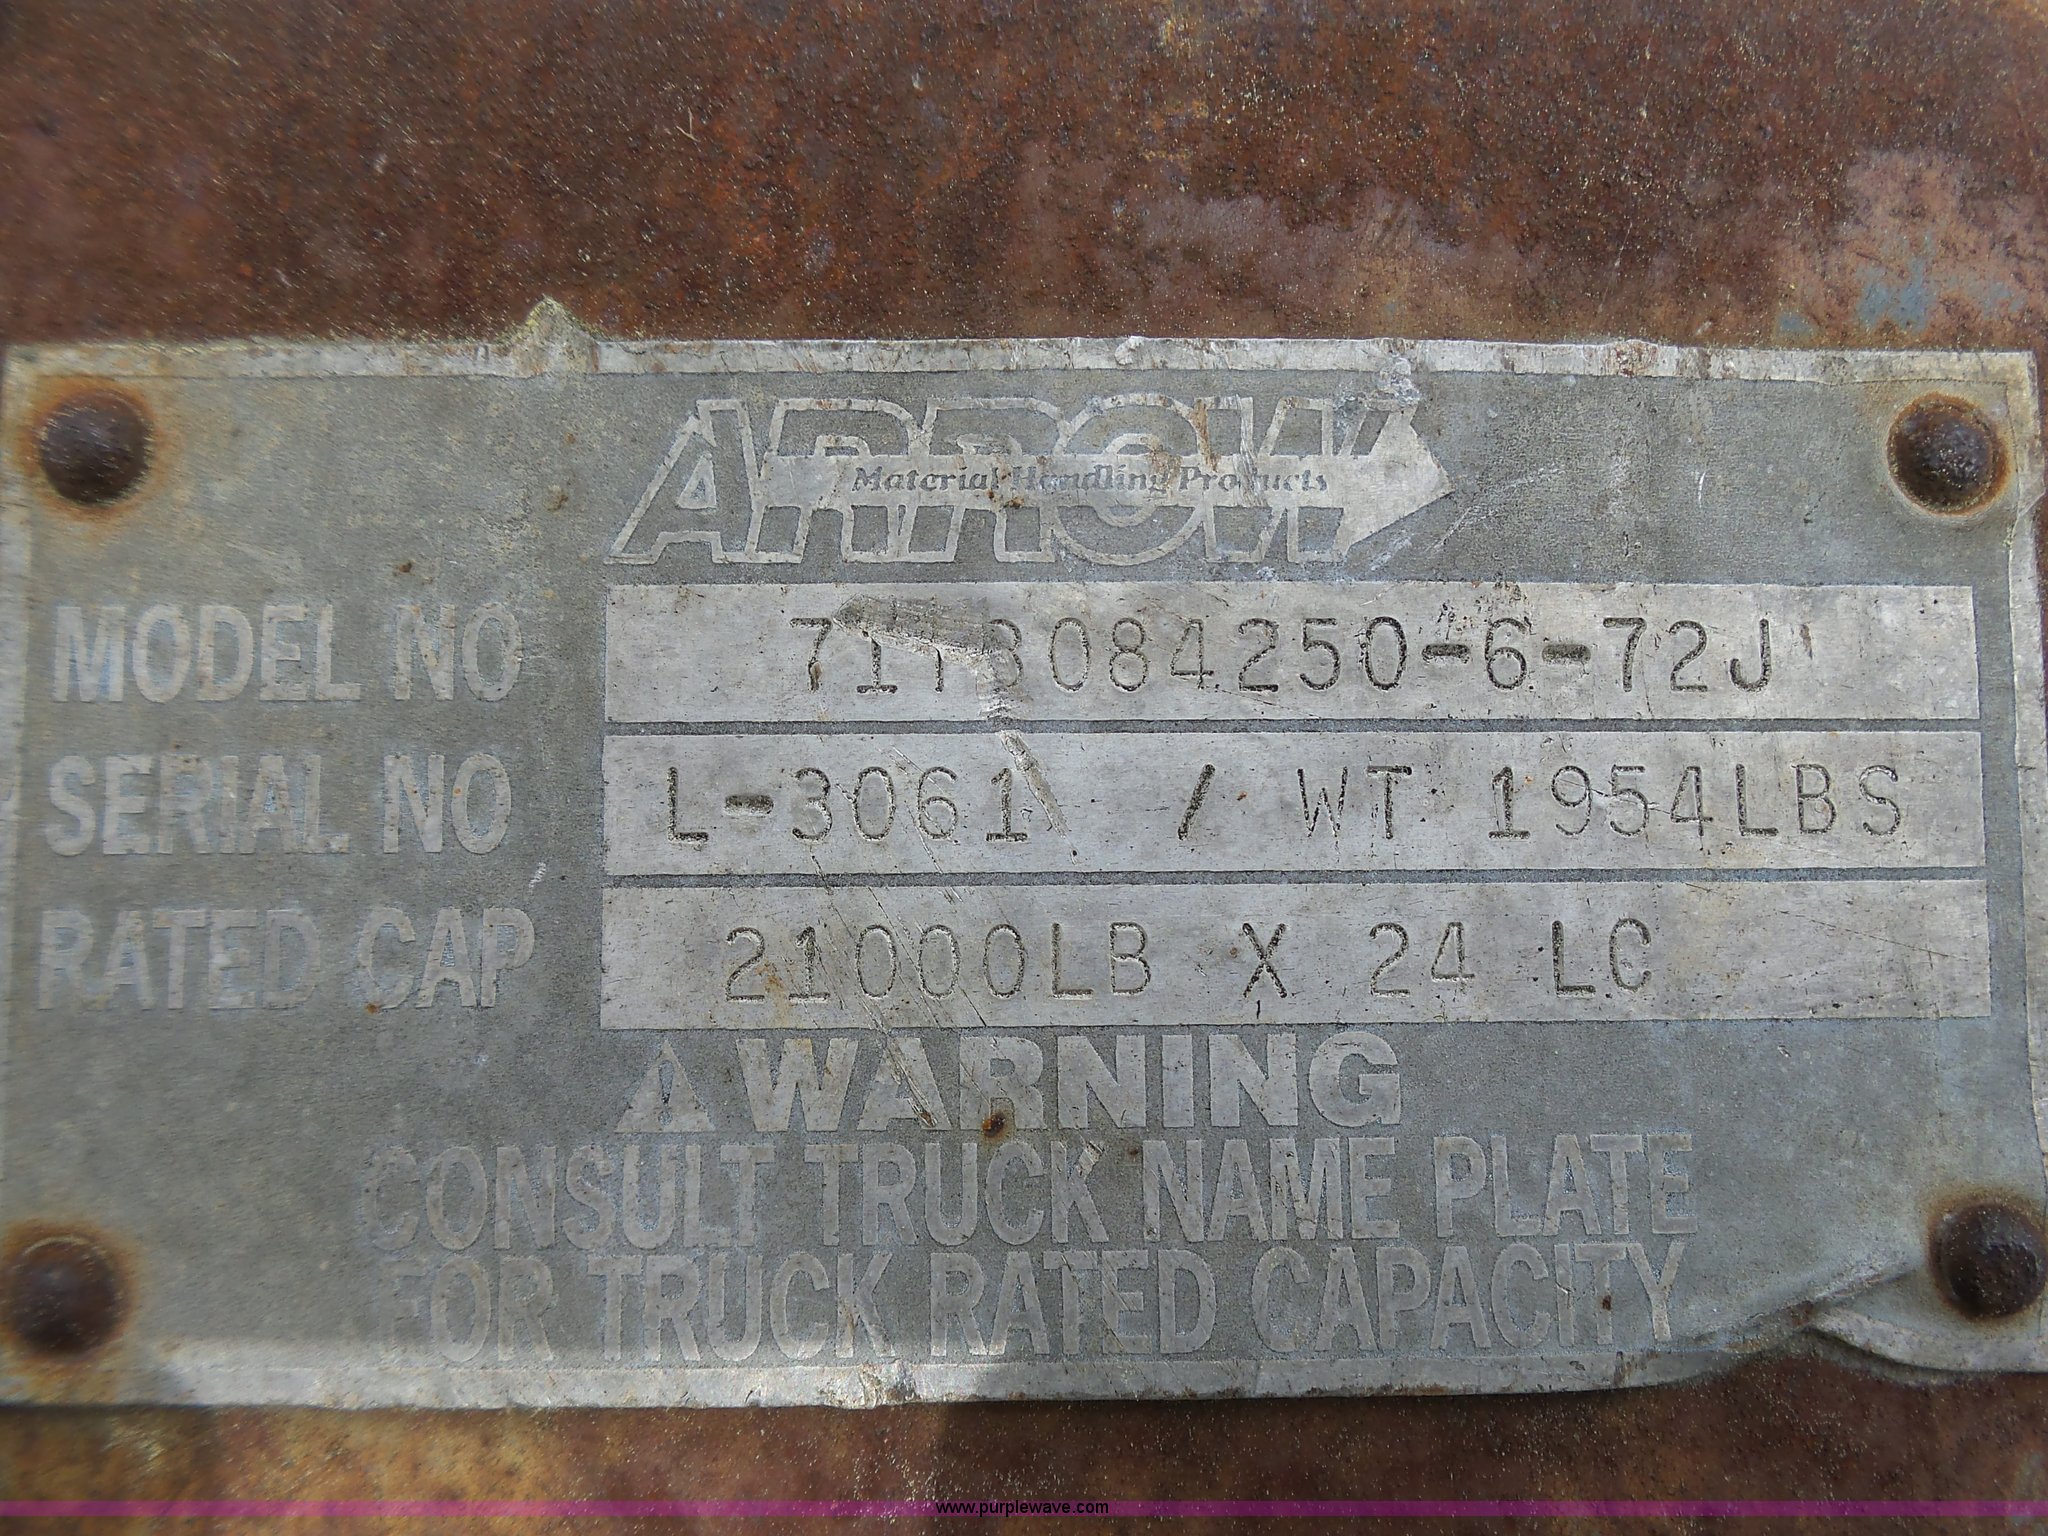 ARROW
Material Handling Products
MODEL NO
SERIAL NO L-3061 / WT 1954LBS
RATED CAP 21000LB X 24 LC
WARNING
CONSULT TRUCK NAME PLATE
FOR TRUCK RATED CAPACITY
www.purplewave.com